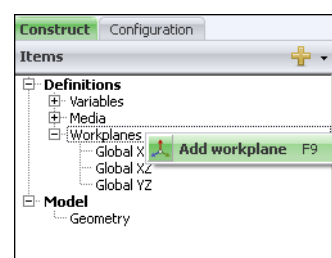 Construct Configuration
Items
Definitions
Variables
Media
Workplanes
Global X
Add workplane F9
Global XZ
Global YZ
Model
Geometry